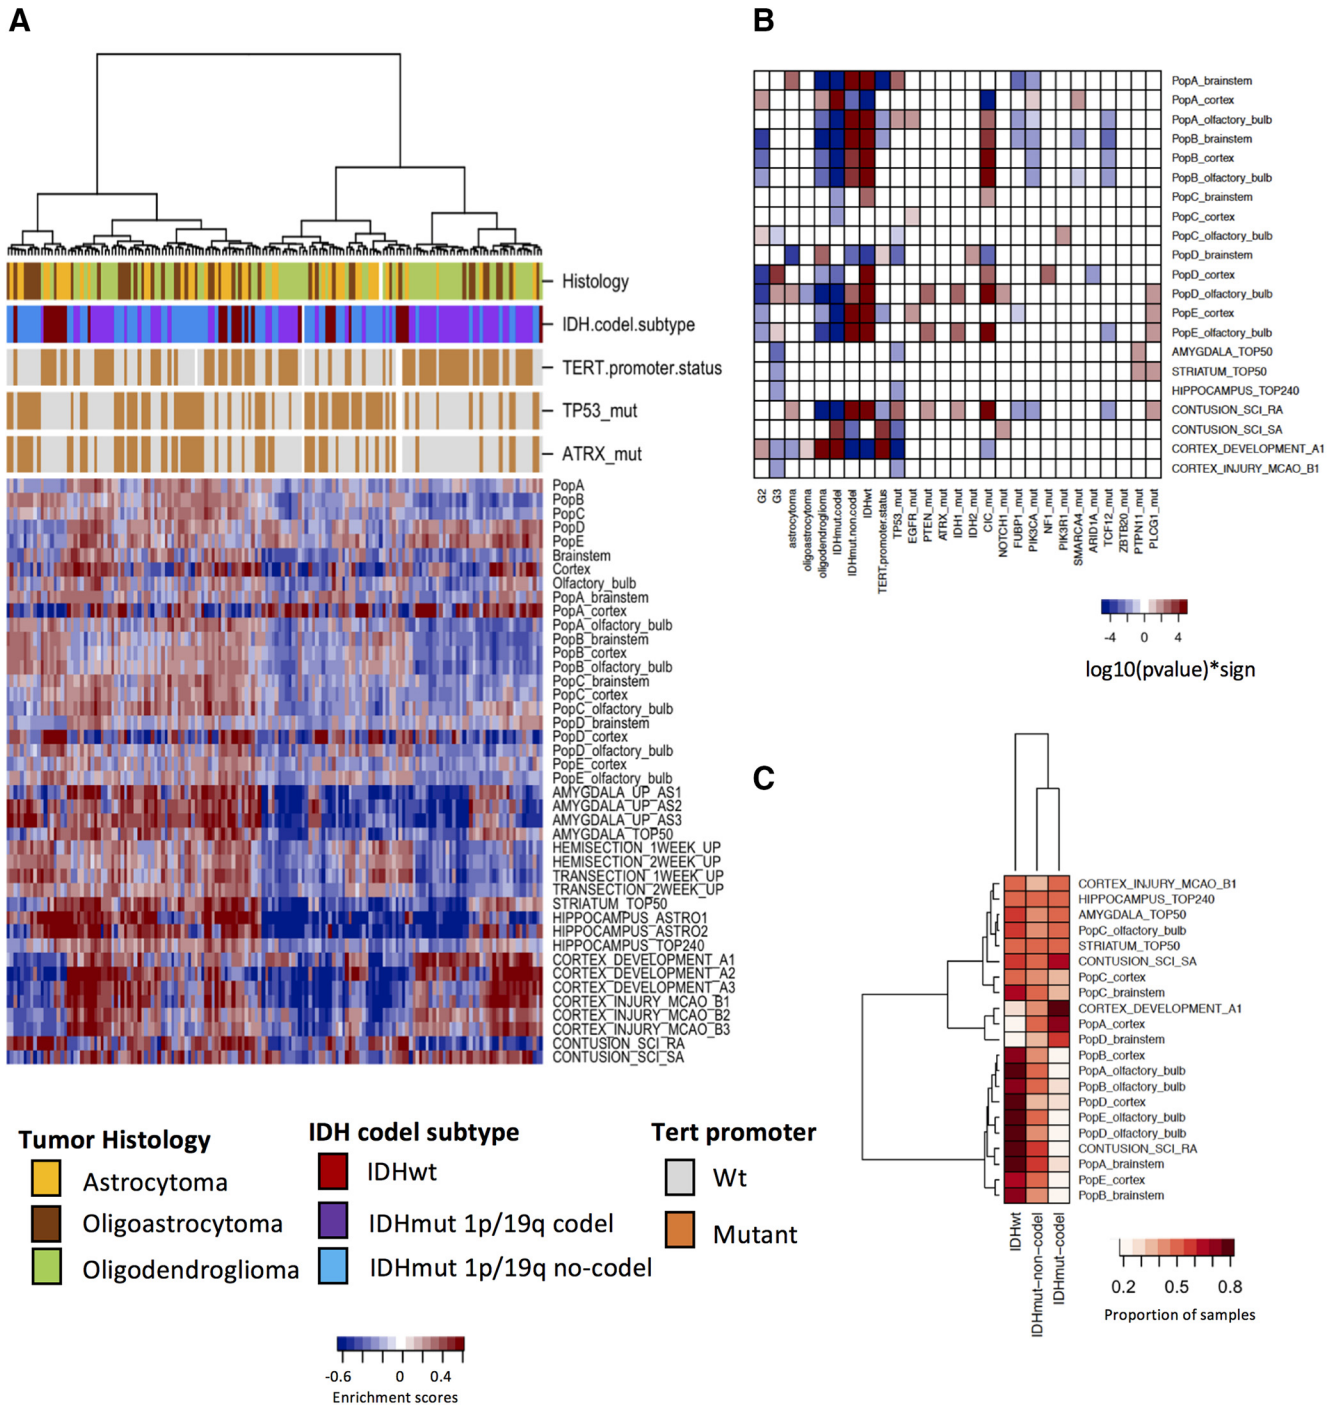 A
Histology
IDH.codel.subtype
TERT.promoter.status
TP53_mut
ATRX_mut
PopA
PopB
PopC
PopD
PopE
Brainstem
Cortex
Olfactory_bulb
PopA_brainstem
PopA_cortex
PopA_olfactory_bulb
PopB_brainstem
PopB_cortex
PopB_olfactory_bulb
PopC_brainstem
PopC_cortex
PopC_olfactory_bulb
PopD_brainstem
PopD_cortex
PopD_olfactory_bulb
PopE_cortex
PopE_olfactory_bulb
AMYGDALA_UP_AS1
AMYGDALA_UP_AS2
AMYGDALA_UP_AS3
AMYGDALA_TOP50
HEMISECTION_1WEEK_UP
HEMISECTION_2WEEK_UP
TRANSECTION_1WEEK_UP
TRANSECTION_2WEEK_UP
STRIATUM_TOP50
HIPPOCAMPUS_ASTRO1
HIPPOCAMPUS_ASTRO2
HIPPOCAMPUS_TOP240
CORTEX_DEVELOPMENT_A1
CORTEX_DEVELOPMENT_A2
CORTEX_DEVELOPMENT_A3
CORTEX_INJURY_MCAO_B1
CORTEX_INJURY_MCAO_B2
CORTEX_INJURY_MCAO_B3
CONTUSION_SCI_RA
CONTUSION_SCI_SA
Tumor Histology
Astrocytoma
Oligoastrocytoma
Oligodendroglioma
IDH codel subtype
IDHwt
IDHmut 1p/19q codel
IDHmut 1p/19q no-codel
Tert promoter
Wt
Mutant
-0.6 0 0.4
Enrichment scores
B
PopA_brainstem
PopA_cortex
PopA_olfactory_bulb
PopB_brainstem
PopB_cortex
PopB_olfactory_bulb
PopC_brainstem
PopC_cortex
PopC_olfactory_bulb
PopD_brainstem
PopD_cortex
PopD_olfactory_bulb
PopE_cortex
PopE_olfactory_bulb
AMYGDALA_TOP50
STRIATUM_TOP50
HIPPOCAMPUS_TOP240
CONTUSION_SCI_RA
CONTUSION_SCI_SA
CORTEX_DEVELOPMENT_A1
CORTEX_INJURY_MCAO_B1
G2
G3
astrocytoma
oligoastrocytoma
oligodendroglioma
IDHmut.codel
IDHmut.non.codel
IDHwt
TERT.promoter.status
TP53_mut
EGFR_mut
PTEN_mut
ATRX_mut
IDH1_mut
IDH2_mut
CIC_mut
NOTCH1_mut
FUBP1_mut
PIK3CA_mut
NF1_mut
PIK3R1_mut
SMARCA4_mut
ARID1A_mut
TCF12_mut
ZBTB20_mut
PTPN11_mut
PLCG1_mut
-4 0 4
log10(pvalue)*sign
C
CORTEX_INJURY_MCAO_B1
HIPPOCAMPUS_TOP240
AMYGDALA_TOP50
PopC_olfactory_bulb
STRIATUM_TOP50
CONTUSION_SCI_SA
PopC_cortex
PopC_brainstem
CORTEX_DEVELOPMENT_A1
PopA_cortex
PopD_brainstem
PopB_cortex
PopA_olfactory_bulb
PopB_olfactory_bulb
PopD_cortex
PopE_olfactory_bulb
PopD_olfactory_bulb
CONTUSION_SCI_RA
PopA_brainstem
PopE_cortex
PopB_brainstem
IDHwt
IDHmut-non-codel
IDHmut-codel
0.2 0.5 0.8
Proportion of samples